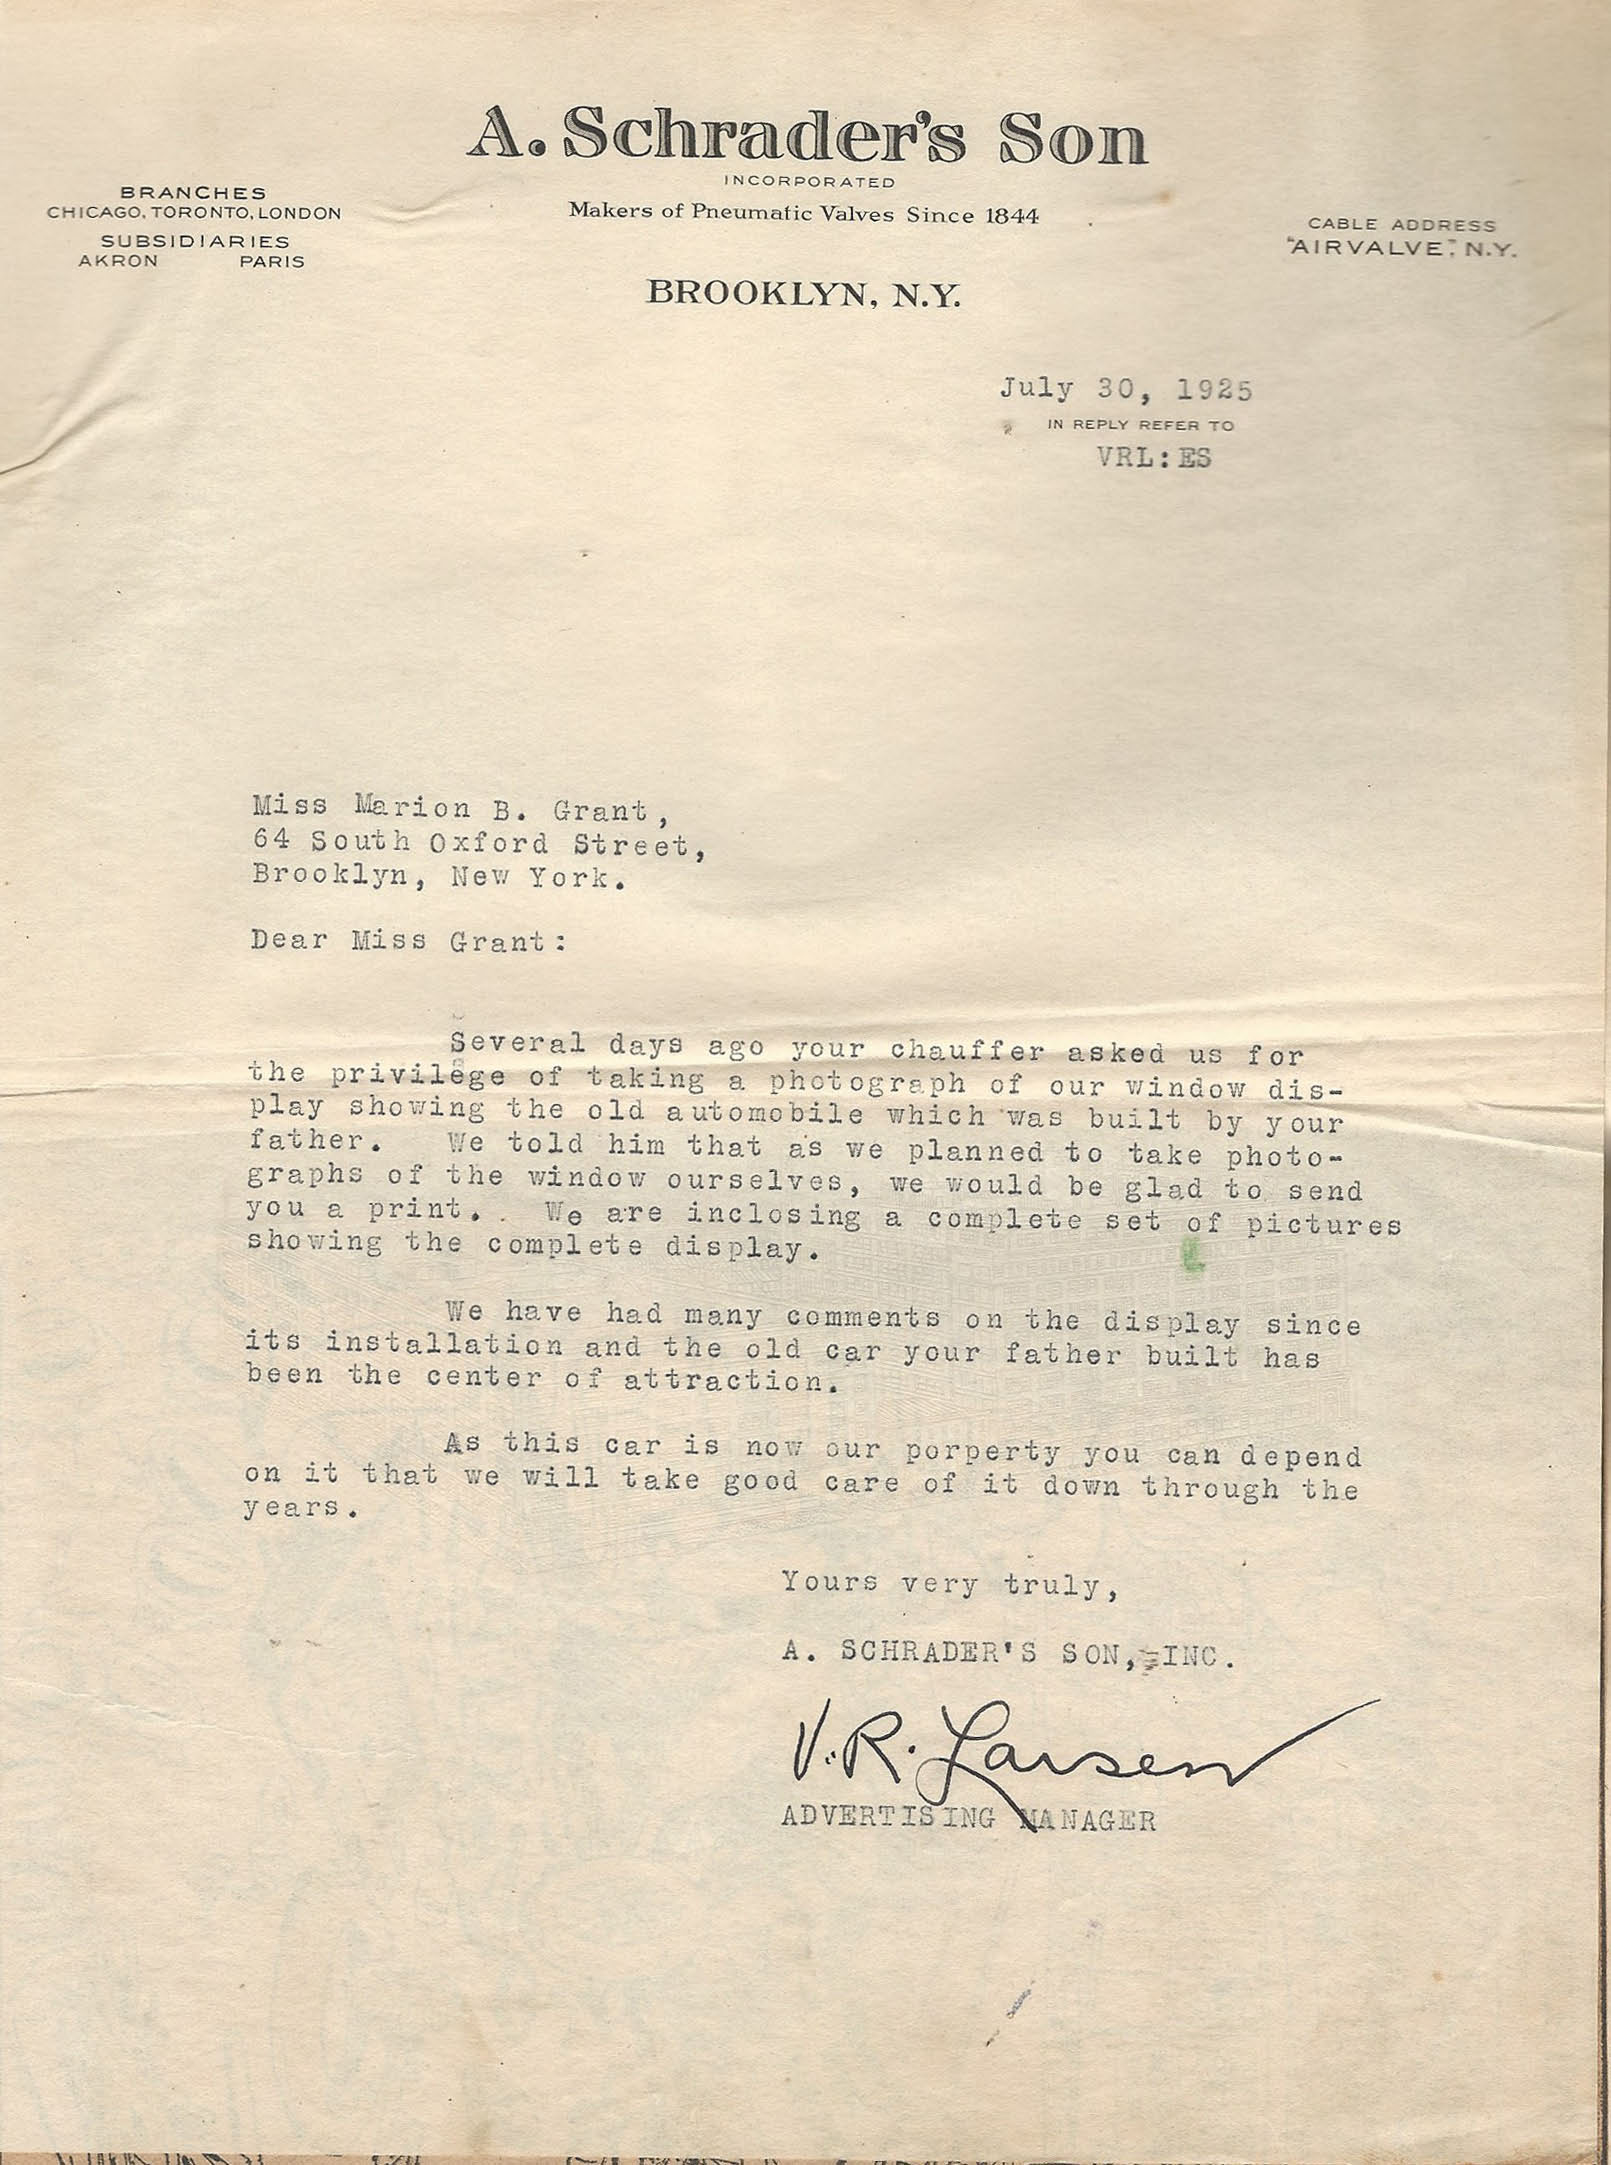 A. Schrader's Son
INCORPORATED
Makers of Pneumatic Valves Since 1844
BROOKLYN, N.Y.
BRANCHES
CHICAGO, TORONTO, LONDON
SUBSIDIARIES
AKRON PARIS
CABLE ADDRESS
"AIRVALVE", N.Y.
July 30, 1925
IN REPLY REFER TO
VRL:ES
Miss Marion B. Grant,
64 South Oxford Street,
Brooklyn, New York.
Dear Miss Grant:
Several days ago your chauffer asked us for
the privilege of taking a photograph of our window dis-
play showing the old automobile which was built by your
father. We told him that as we planned to take photo-
graphs of the window ourselves, we would be glad to send
you a print. We are inclosing a complete set of pictures
showing the complete display.
We have had many comments on the display since
its installation and the old car your father built has
been the center of attraction.
As this car is now our porperty you can depend
on it that we will take good care of it down through the
years.
Yours very truly,
A. SCHRADER'S SON, INC.
V. R. Larsen
ADVERTISING MANAGER